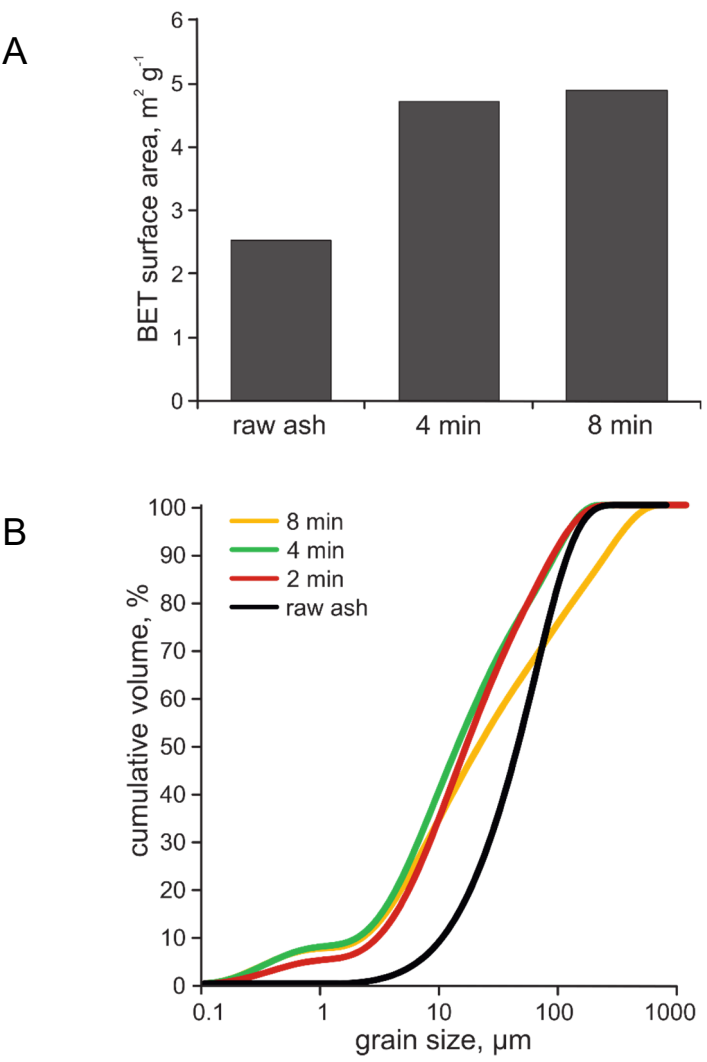 A
BET surface area, m² g⁻¹
6
5
4
3
2
1
0
raw ash 4 min 8 min
B
cumulative volume, %
100
90
80
70
60
50
40
30
20
10
0
8 min
4 min
2 min
raw ash
0.1 1 10 100 1000
grain size, µm